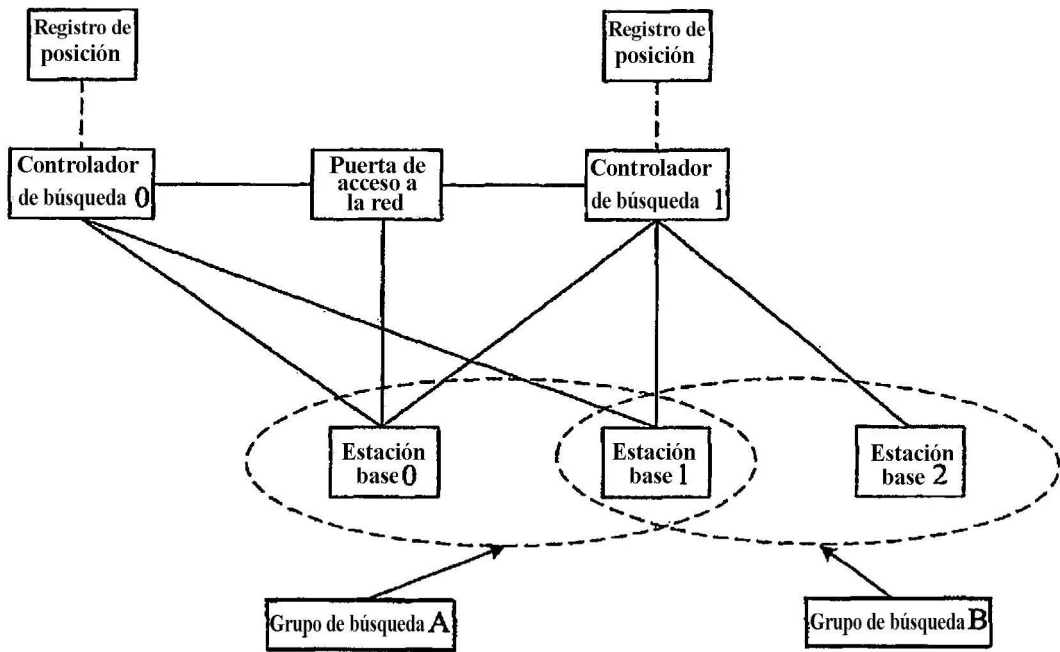 Registro de
posición
Registro de
posición
Controlador
de búsqueda 0
Puerta de
acceso a
la red
Controlador
de búsqueda 1
Estación
base 0
Estación
base 1
Estación
base 2
Grupo de búsqueda A
Grupo de búsqueda B